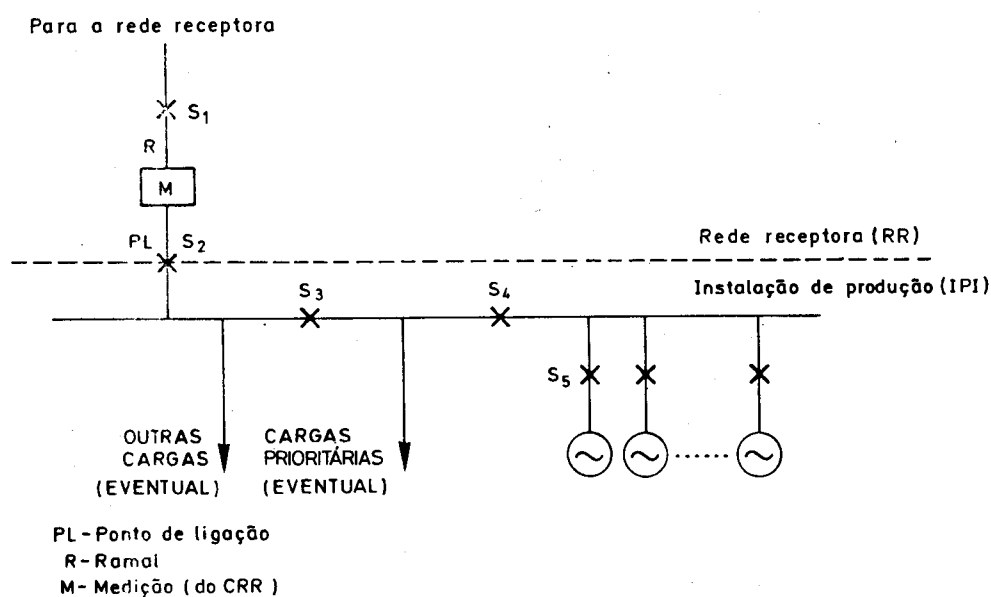 Para a rede receptora
S1
R
M
PL S2
Rede receptora (RR)
Instalação de produção (IPI)
S3
S4
S5
OUTRAS
CARGAS
(EVENTUAL)
CARGAS
PRIORITÁRIAS
(EVENTUAL)
PL-Ponto de ligação
R-Ramal
M-Medição (do CRR)